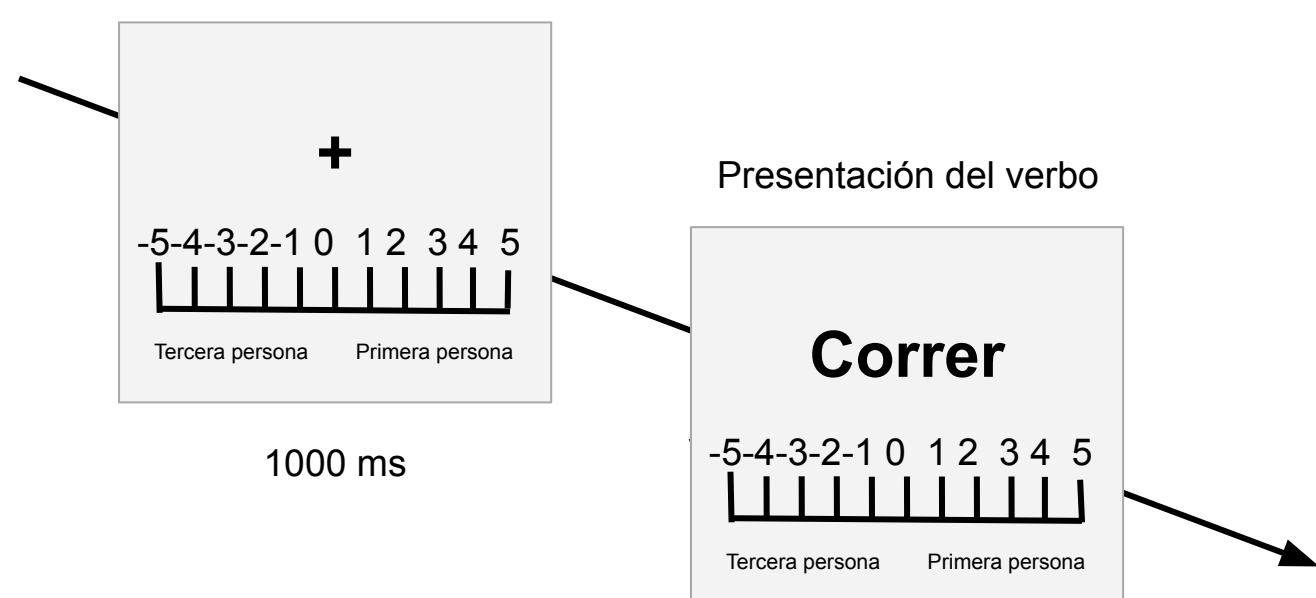 +
-5-4-3-2-1 0 1 2 3 4 5
Tercera persona Primera persona
1000 ms
Presentación del verbo
Correr
-5-4-3-2-1 0 1 2 3 4 5
Tercera persona Primera persona